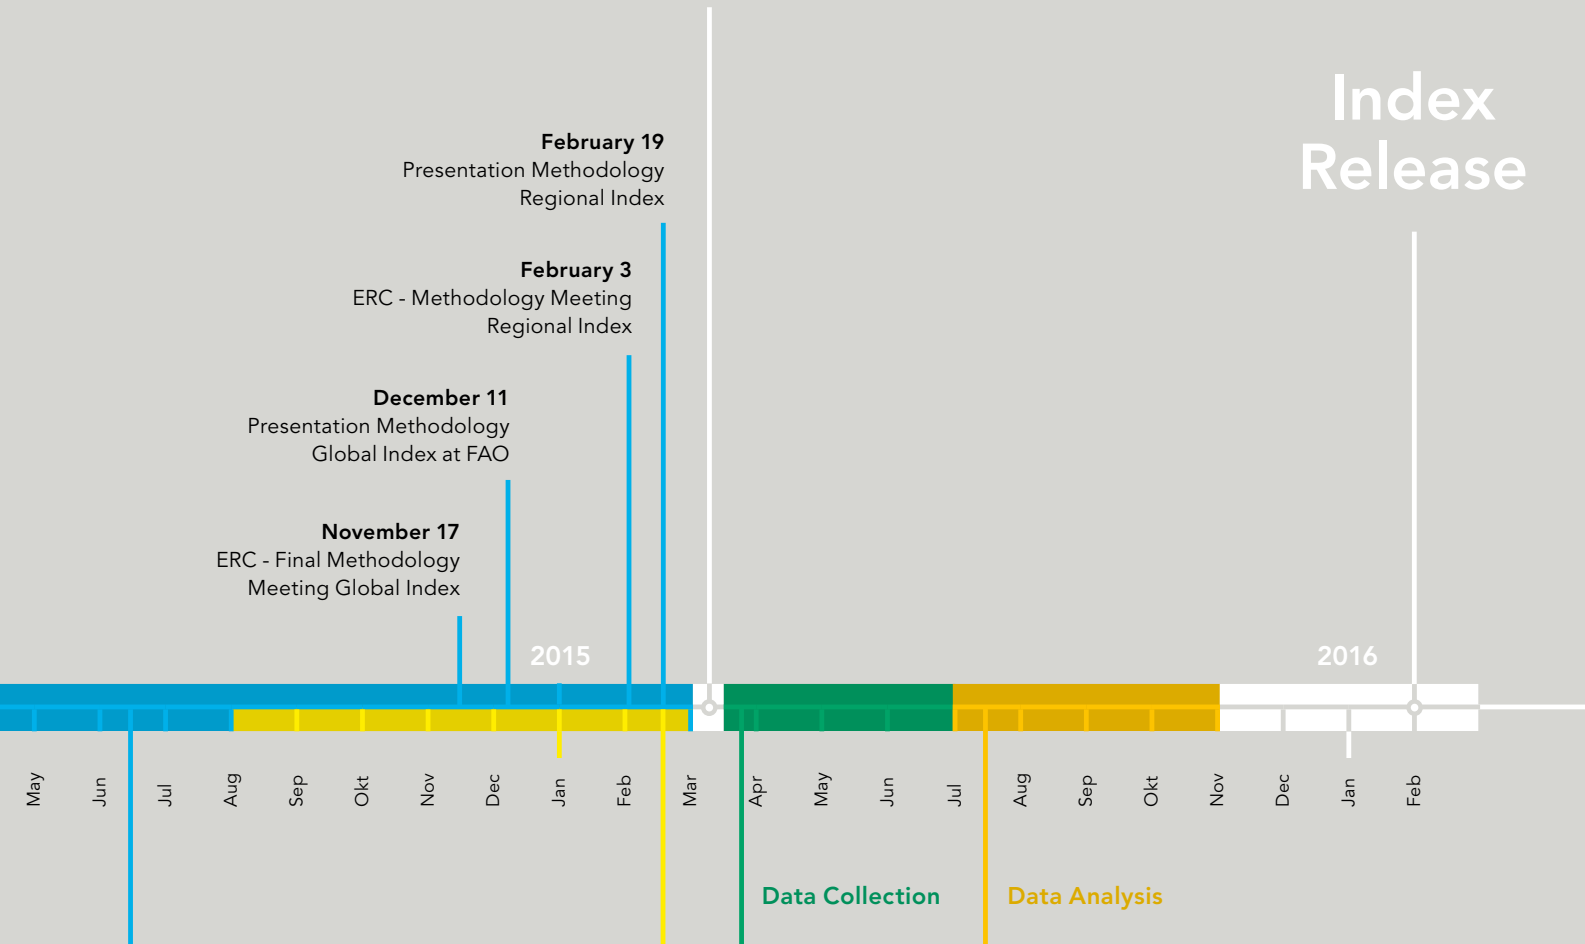 Index
Release
February 19
Presentation Methodology
Regional Index
February 3
ERC - Methodology Meeting
Regional Index
December 11
Presentation Methodology
Global Index at FAO
November 17
ERC - Final Methodology
Meeting Global Index
2015
2016
May
Jun
Jul
Aug
Sep
Okt
Nov
Dec
Jan
Feb
Mar
Apr
May
Jun
Jul
Aug
Sep
Okt
Nov
Dec
Jan
Feb
Data Collection
Data Analysis